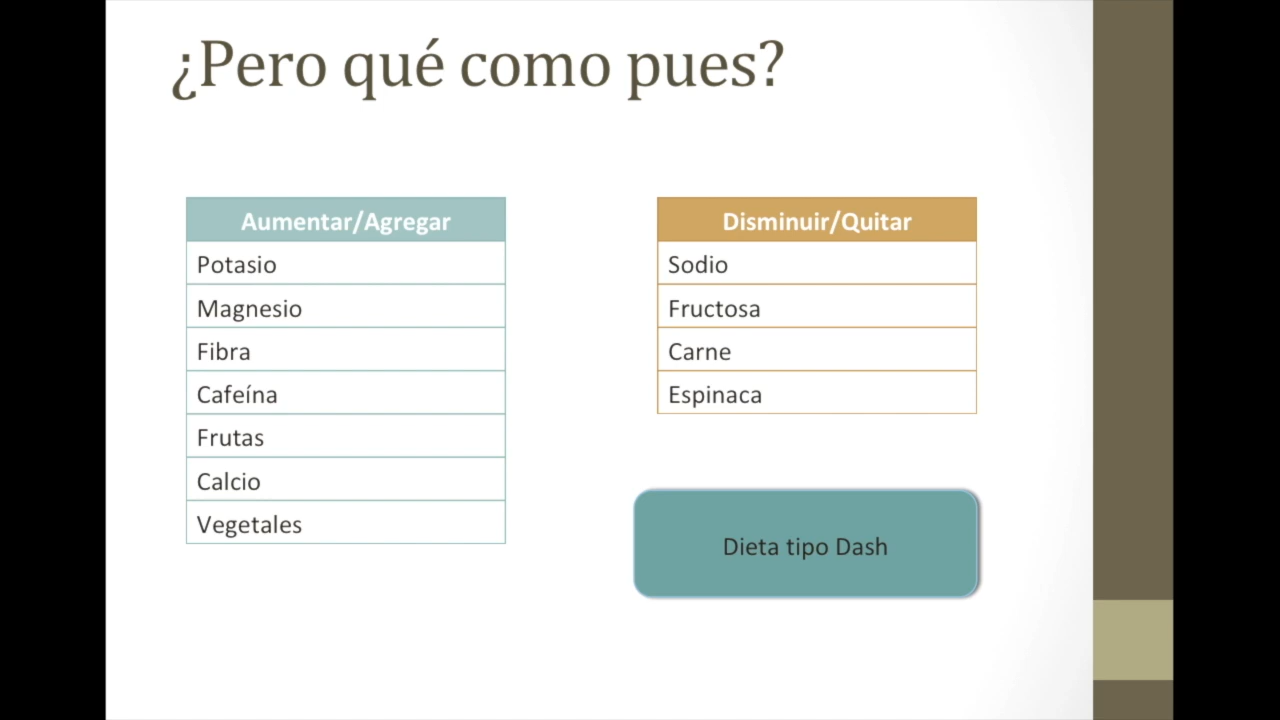 ¿Pero qué como pues?
Aumentar/Agregar
Potasio
Magnesio
Fibra
Cafeína
Frutas
Calcio
Vegetales
Disminuir/Quitar
Sodio
Fructosa
Carne
Espinaca
Dieta tipo Dash